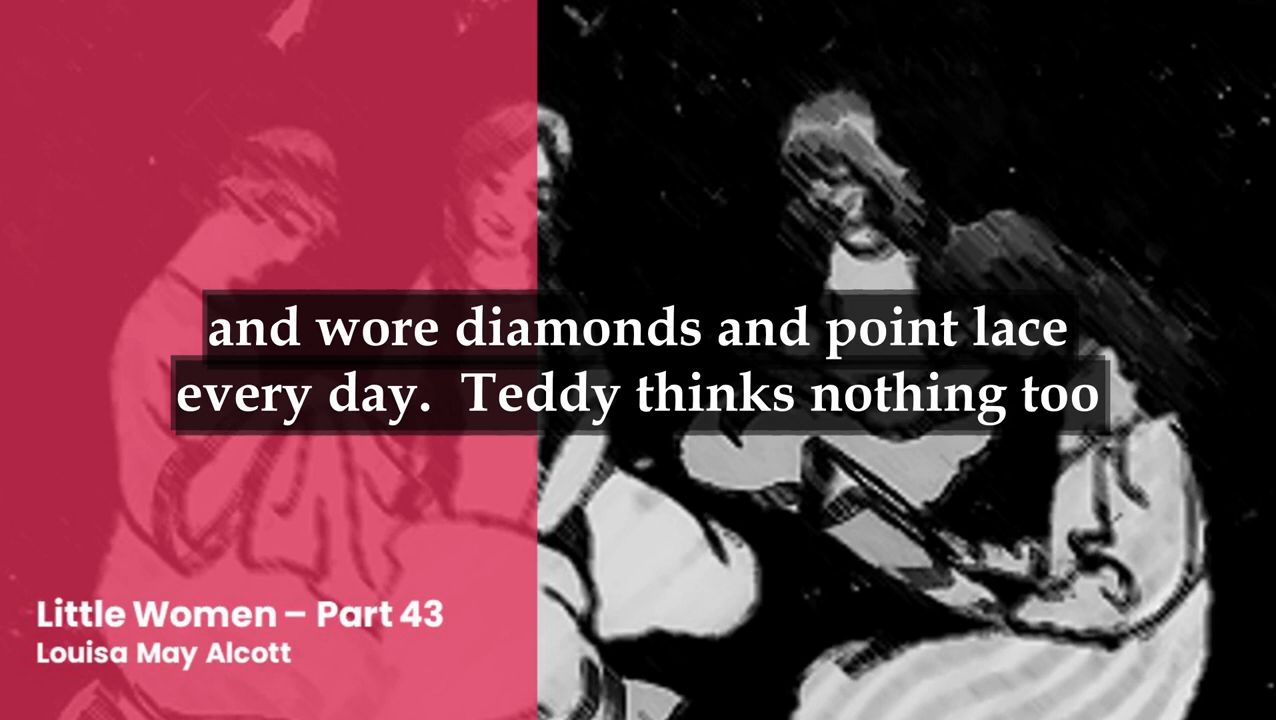 and wore diamonds and point lace
every day.  Teddy thinks nothing too
Little Women – Part 43
Louisa May Alcott